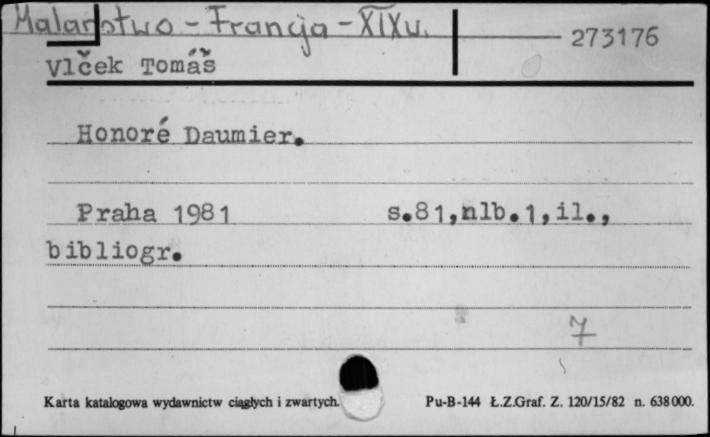 Malarstwo - Francja - XIXw.
273176
Vlček Tomáš
Honoré Daumier.
Praha 1981 s.81,nlb.1,il.,
bibliogr.
7
Karta katalogowa wydawnictw ciągłych i zwartych. Pu-B-144 Ł.Z.Graf. Z. 120/15/82 n. 638000.